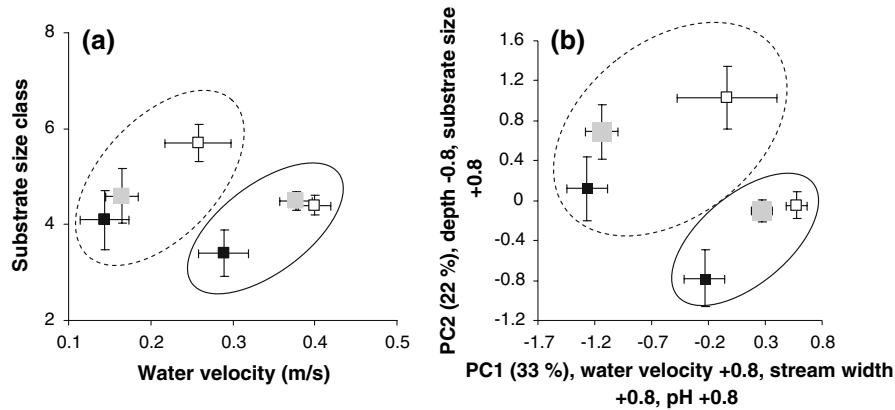 (a)
Substrate size class
8
6
4
2
0.1 0.2 0.3 0.4 0.5
Water velocity (m/s)
(b)
PC2 (22 %), depth -0.8, substrate size
+0.8
1.6
1.2
0.8
0.4
0
-0.4
-0.8
-1.2
-1.7 -1.2 -0.7 -0.2 0.3 0.8
PC1 (33 %), water velocity +0.8, stream width
+0.8, pH +0.8